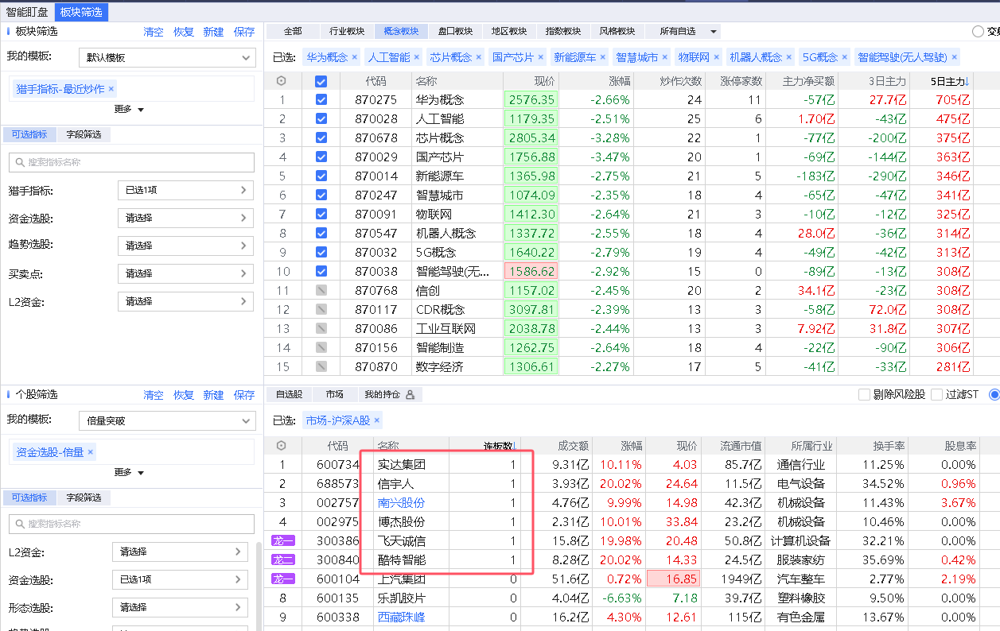 智能盯盘 板块筛选
板块筛选 清空 恢复 新建 保存
我的模板: 默认模板
猎手指标-最近炒作 ×
更多
可选指标 字段筛选
搜索指标名称
猎手指标: 已选1项
资金选股: 请选择
趋势选股: 请选择
买卖点: 请选择
L2资金: 请选择
全部 行业板块 概念板块 盘口板块 地区板块 指数板块 风格板块 所有自选
已选: 华为概念 × 人工智能 × 芯片概念 × 国产芯片 × 新能源车 × 智慧城市 × 物联网 × 机器人概念 × 5G概念 × 智能驾驶(无人驾驶) ×
代码 名称 现价 涨幅 炒作次数 涨停家数 主力净买额 3日主力 5日主力↓
1 870275 华为概念 2576.35 -2.66% 24 11 -57亿 27.7亿 705亿
2 870028 人工智能 1179.35 -2.51% 25 6 1.70亿 -43亿 475亿
3 870678 芯片概念 2805.34 -3.28% 22 1 -77亿 -200亿 375亿
4 870029 国产芯片 1756.88 -3.47% 20 1 -69亿 -144亿 363亿
5 870014 新能源车 1365.98 -2.75% 21 5 -183亿 -290亿 346亿
6 870247 智慧城市 1074.09 -2.35% 18 4 -65亿 -47亿 341亿
7 870091 物联网 1412.30 -2.64% 21 3 -10亿 -12亿 325亿
8 870547 机器人概念 1337.72 -2.55% 18 4 28.0亿 -36亿 314亿
9 870032 5G概念 1640.22 -2.79% 19 4 -49亿 -42亿 313亿
10 870038 智能驾驶(无... 1586.62 -2.92% 15 0 -89亿 -13亿 308亿
11 870768 信创 1157.02 -2.45% 20 2 34.1亿 -23亿 308亿
12 870117 CDR概念 3097.81 -2.39% 13 3 -58亿 72.0亿 308亿
13 870086 工业互联网 2038.78 -2.44% 13 3 7.92亿 31.8亿 307亿
14 870156 智能制造 1262.75 -2.64% 18 4 -22亿 -90亿 306亿
15 870870 数字经济 1306.61 -2.27% 17 5 -41亿 -33亿 281亿
个股筛选 清空 恢复 新建 保存
我的模板: 倍量突破
资金选股-倍量 ×
更多
可选指标 字段筛选
搜索指标名称
L2资金: 请选择
资金选股: 已选1项
形态选股: 请选择
自选股 市场 我的持仓 剔除风险股 过滤ST
已选: 市场-沪深A股 ×
代码 名称 连板数↓ 成交额 涨幅 现价 流通市值 所属行业 换手率 股息率
1 600734 实达集团 1 9.31亿 10.11% 4.03 85.7亿 通信行业 11.25% 0.00%
2 688573 信宇人 1 3.93亿 20.02% 24.64 11.5亿 电气设备 34.52% 0.96%
3 002757 南兴股份 1 4.76亿 9.99% 14.98 42.3亿 机械设备 11.43% 3.67%
4 002975 博杰股份 1 2.31亿 10.01% 33.84 23.2亿 机械设备 10.46% 0.00%
龙一 300386 飞天诚信 1 15.8亿 19.98% 20.48 50.8亿 计算机设备 32.21% 0.00%
龙二 300840 酷特智能 1 8.28亿 20.02% 14.33 24.5亿 服装家纺 35.69% 0.42%
龙一 600104 上汽集团 0 51.6亿 0.72% 16.85 1949亿 汽车整车 2.77% 2.19%
8 600135 乐凯胶片 0 4.04亿 -6.63% 7.18 39.7亿 塑料橡胶 9.50% 0.00%
9 600338 西藏珠峰 0 16.2亿 4.30% 12.61 115亿 有色金属 13.67% 0.00%